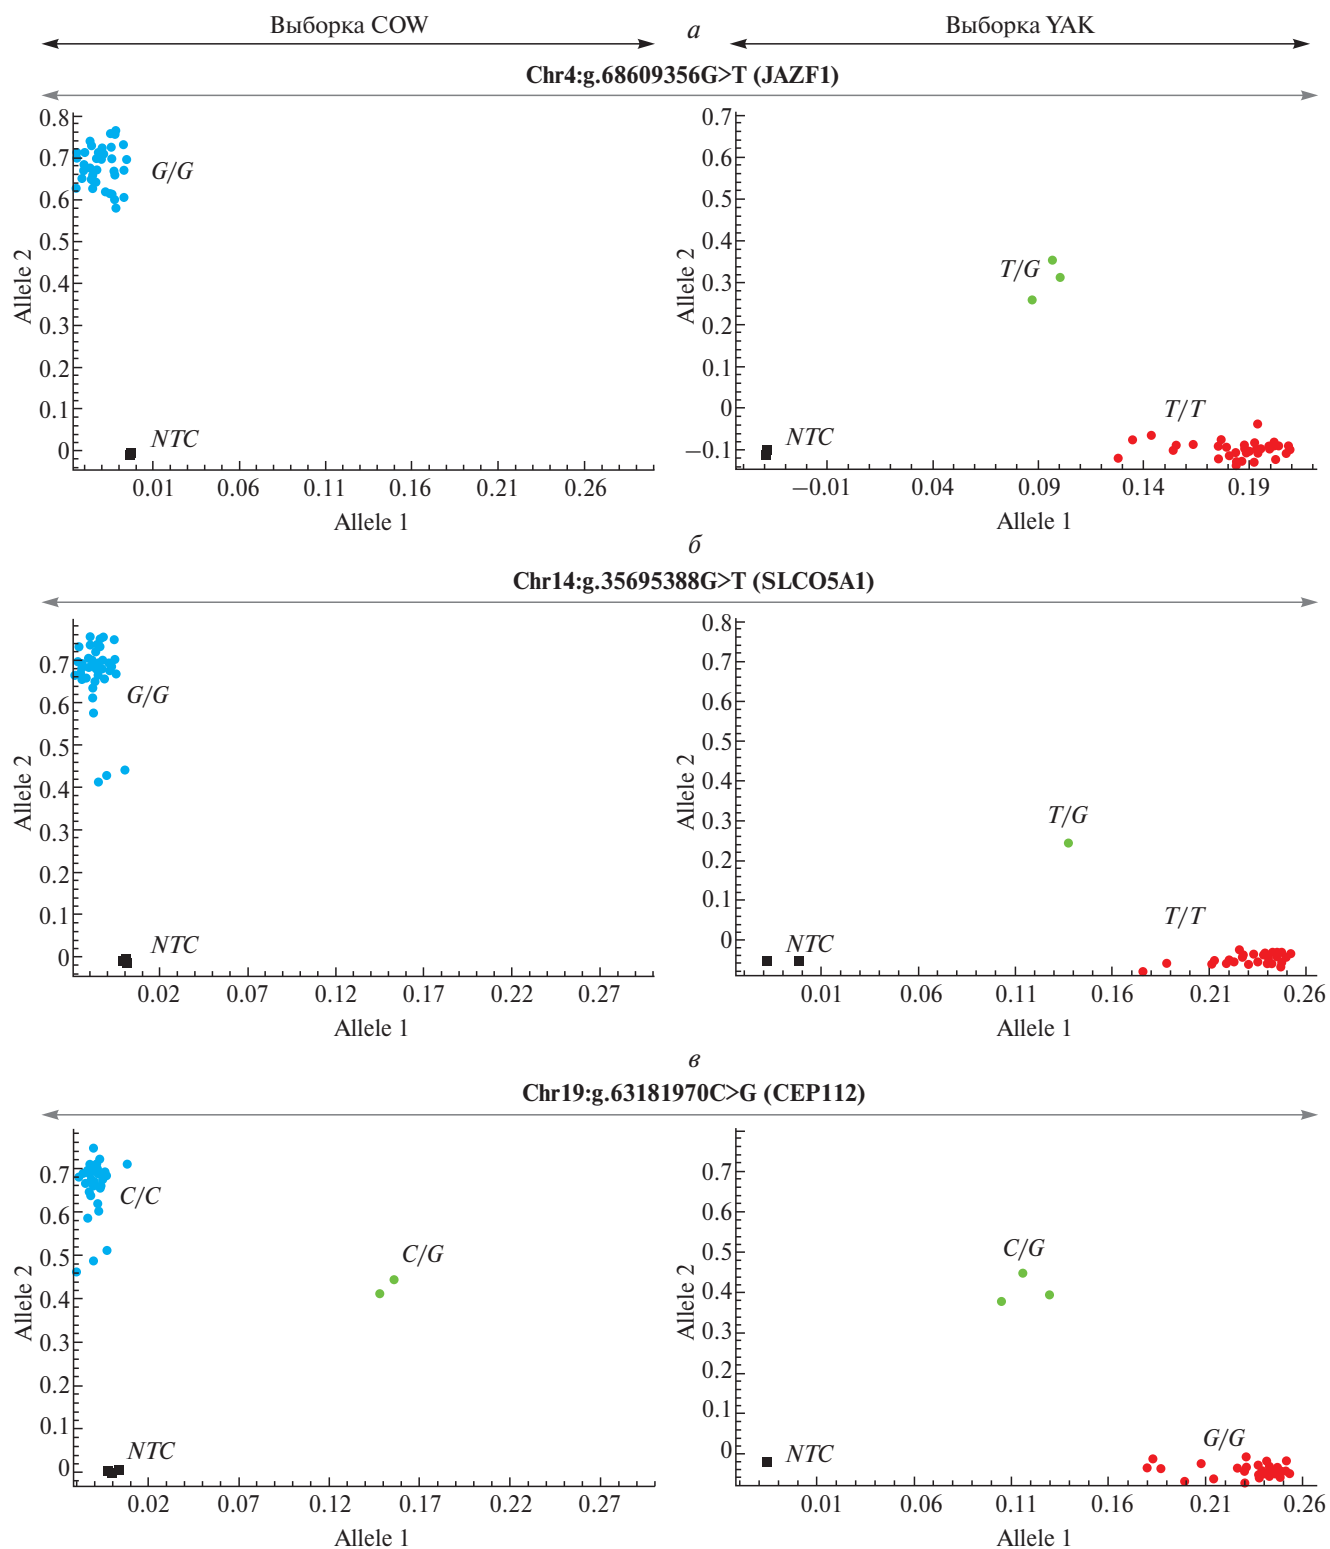 Выборка COW
а
Выборка YAK
Chr4:g.68609356G>T (JAZF1)
0.8
0.7
0.6
0.5
0.4
0.3
0.2
0.1
0
Allele 2
G/G
NTC
0.01 0.06 0.11 0.16 0.21 0.26
Allele 1
0.7
0.6
0.5
0.4
0.3
0.2
0.1
0
−0.1
Allele 2
T/G
T/T
NTC
−0.01 0.04 0.09 0.14 0.19
Allele 1
б
Chr14:g.35695388G>T (SLCO5A1)
0.7
0.6
0.5
0.4
0.3
0.2
0.1
0
Allele 2
G/G
NTC
0.02 0.07 0.12 0.17 0.22 0.27
Allele 1
0.8
0.7
0.6
0.5
0.4
0.3
0.2
0.1
0
Allele 2
T/G
T/T
NTC
0.01 0.06 0.11 0.16 0.21 0.26
Allele 1
в
Chr19:g.63181970C>G (CEP112)
0.7
0.6
0.5
0.4
0.3
0.2
0.1
0
Allele 2
C/C
C/G
NTC
0.02 0.07 0.12 0.17 0.22 0.27
Allele 1
0.7
0.6
0.5
0.4
0.3
0.2
0.1
0
Allele 2
C/G
G/G
NTC
0.01 0.06 0.11 0.16 0.21 0.26
Allele 1